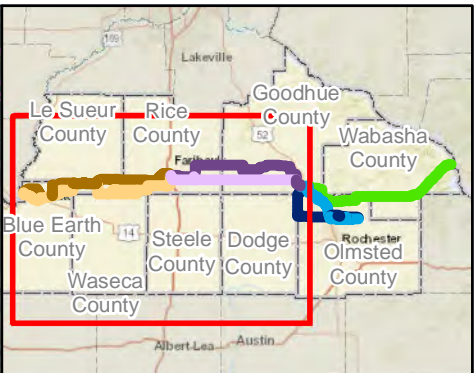 169
Lakeville
Goodhue
County
Le Sueur
County
Rice
County
52
Wabasha
County
Blue Earth
County
14
Steele
County
Dodge
County
Rochester
Olmsted
County
Waseca
County
Albert Lea
Austin